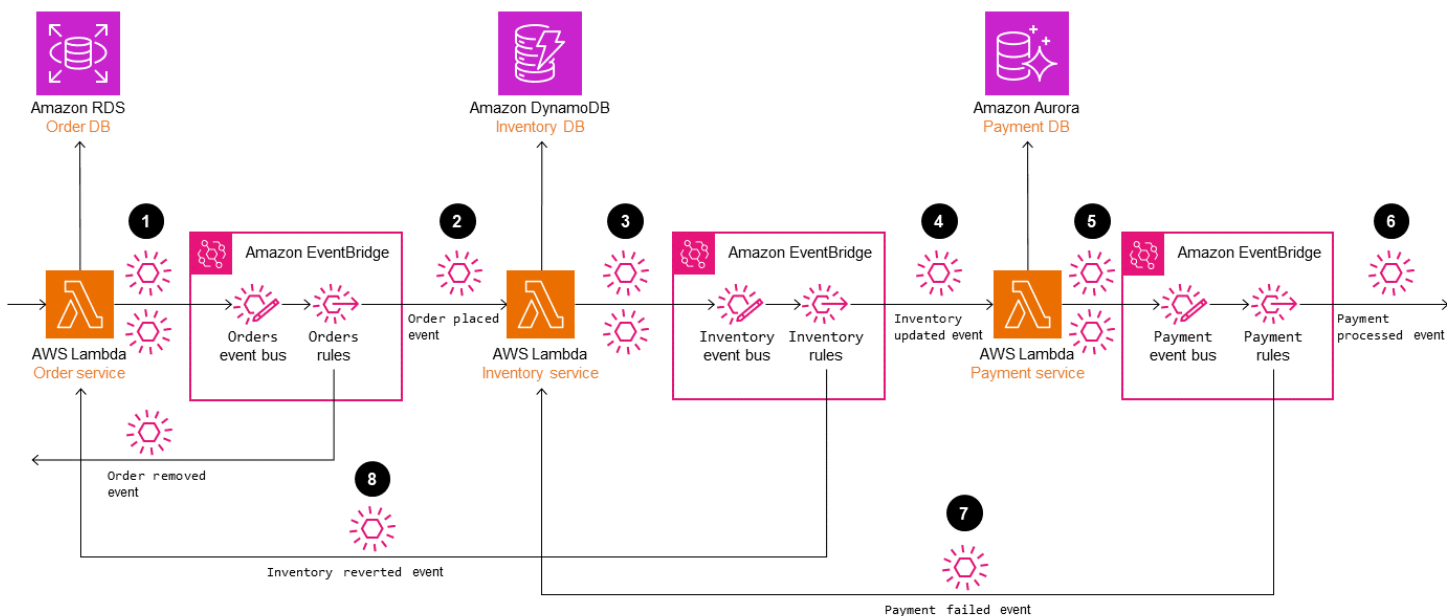 Amazon RDS
Order DB
Amazon DynamoDB
Inventory DB
Amazon Aurora
Payment DB
1
2
3
4
5
6
Amazon EventBridge
Amazon EventBridge
Amazon EventBridge
AWS Lambda
Order service
Orders
event bus
Orders
rules
Order placed
event
AWS Lambda
Inventory service
Inventory
event bus
Inventory
rules
Inventory
updated event
AWS Lambda
Payment service
Payment
event bus
Payment
rules
Payment
processed event
Order removed
event
8
Inventory reverted event
7
Payment failed event